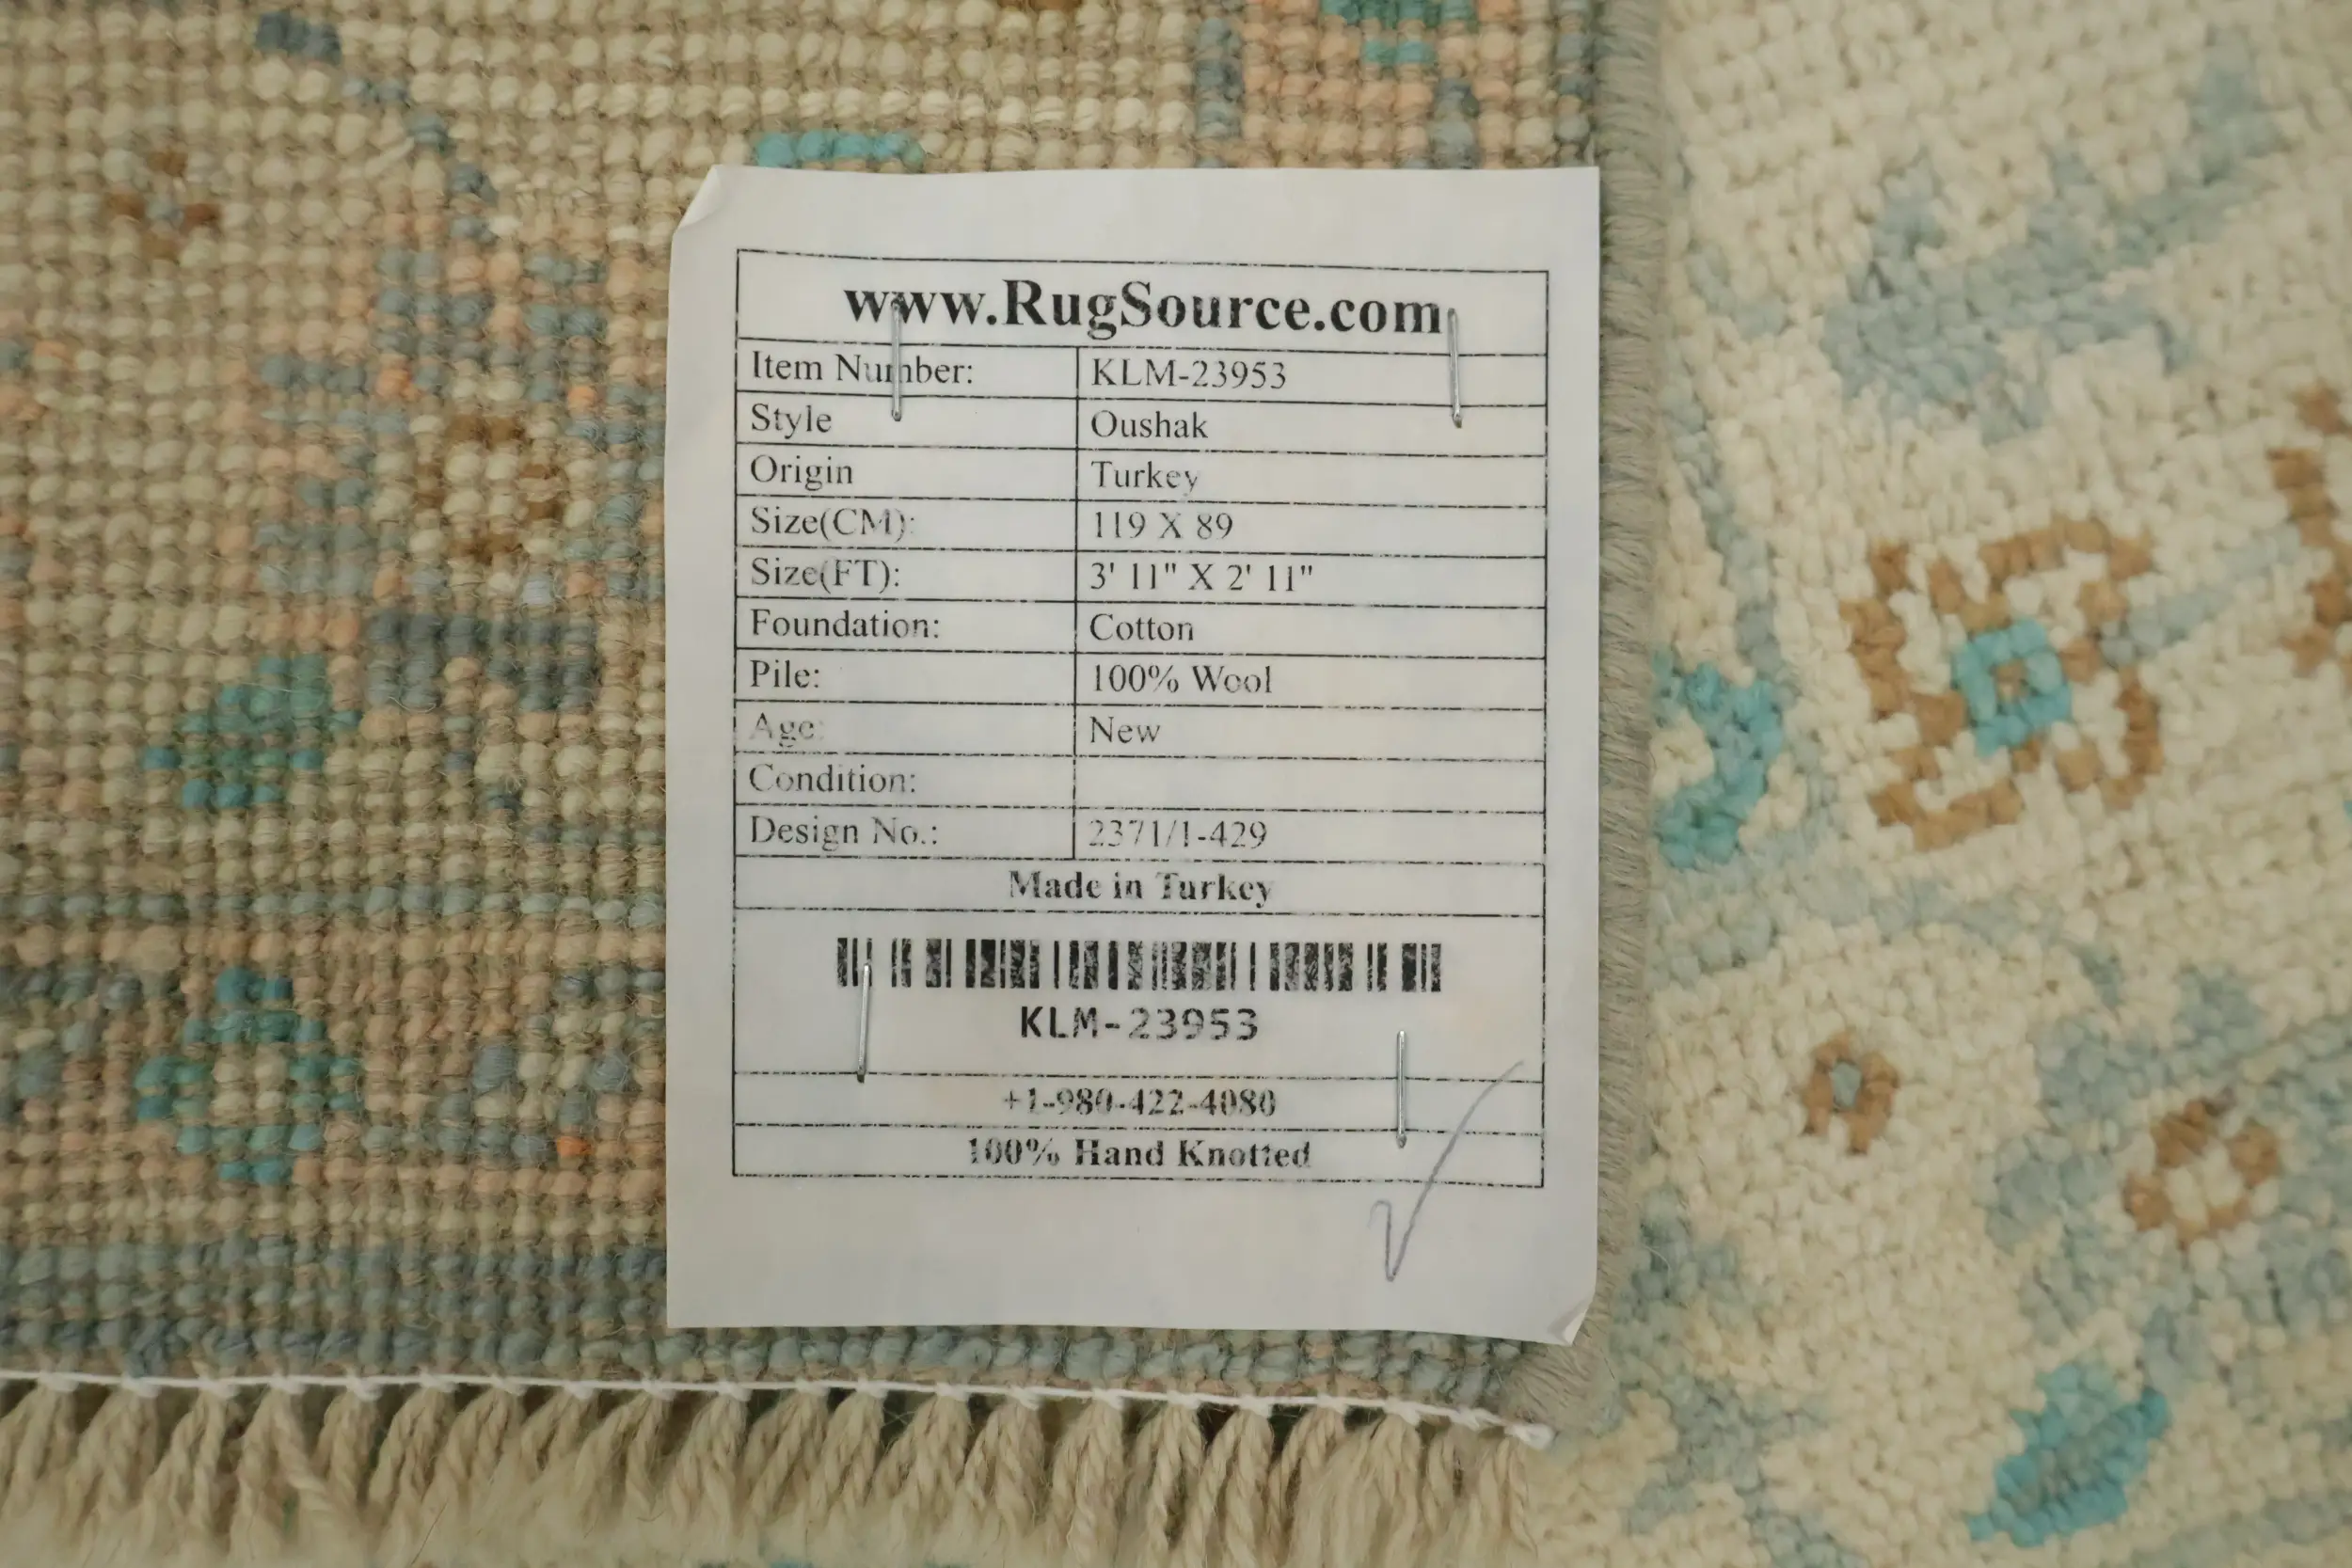 www.RugSource.com
Item Number: KLM-23953
Style Oushak
Origin Turkey
Size(CM): 119 X 89
Size(FT): 3' 11" X 2' 11"
Foundation: Cotton
Pile: 100% Wool
Age: New
Condition:
Design No.: 2371/1-429
Made in Turkey
KLM-23953
+1-980-422-4080
100% Hand Knotted